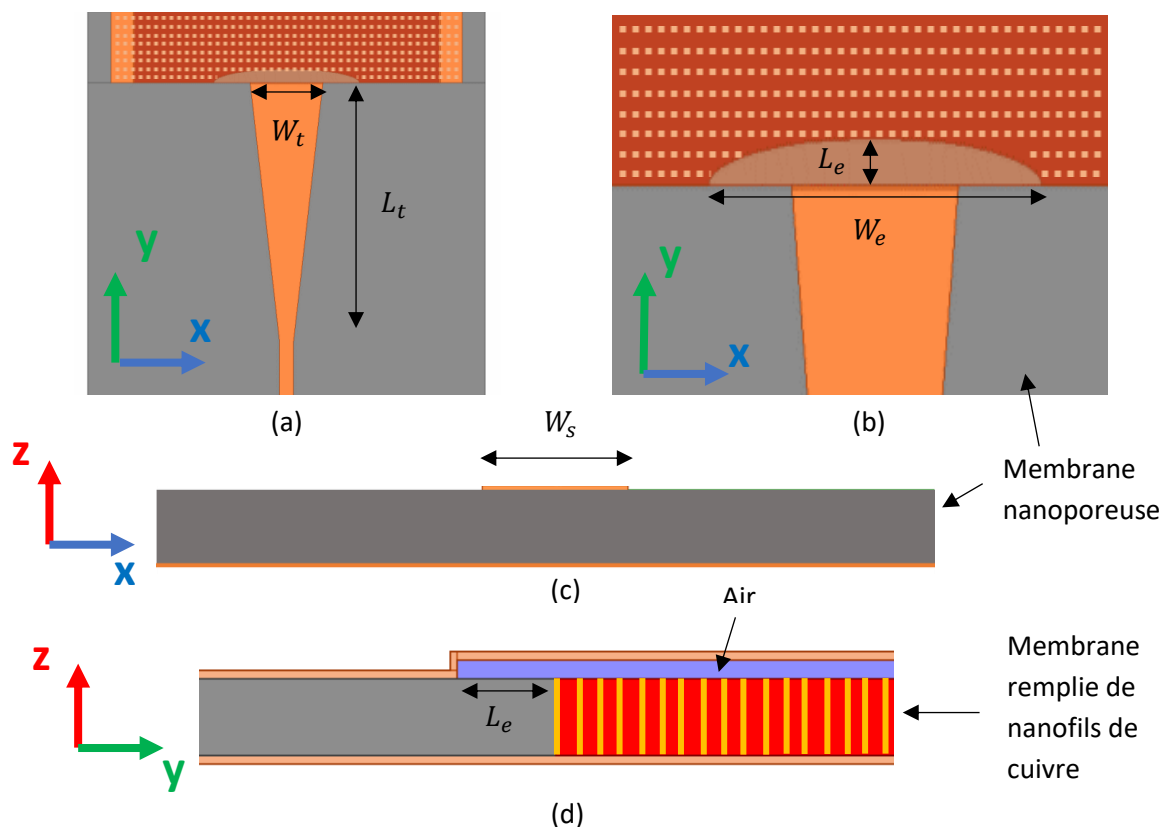 W_t
L_t
y
x
(a)
L_e
W_e
y
x
(b)
W_s
z
x
(c)
Membrane
nanoporeuse
Air
z
y
L_e
(d)
Membrane
remplie de
nanofils de
cuivre